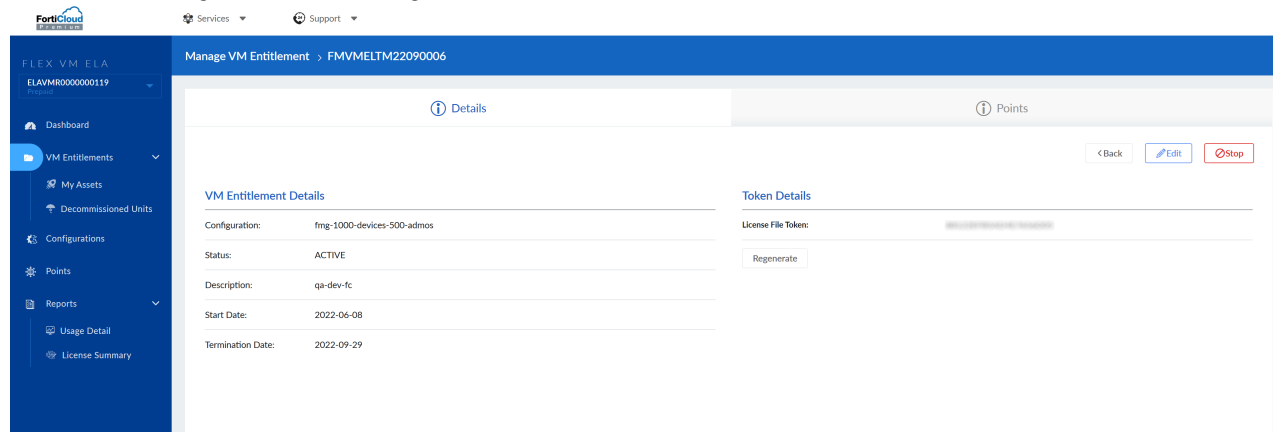 FortiCloud
Premium
Services
Support
FLEX VM ELA
ELAVMR0000000119
Prepaid
Dashboard
VM Entitlements
My Assets
Decommissioned Units
Configurations
Points
Reports
Usage Detail
License Summary
Manage VM Entitlement > FMVMELTM22090006
Details
Points
<Back
Edit
Stop
VM Entitlement Details
Configuration: fmg-1000-devices-500-admos
Status: ACTIVE
Description: qa-dev-fc
Start Date: 2022-06-08
Termination Date: 2022-09-29
Token Details
License File Token:
Regenerate